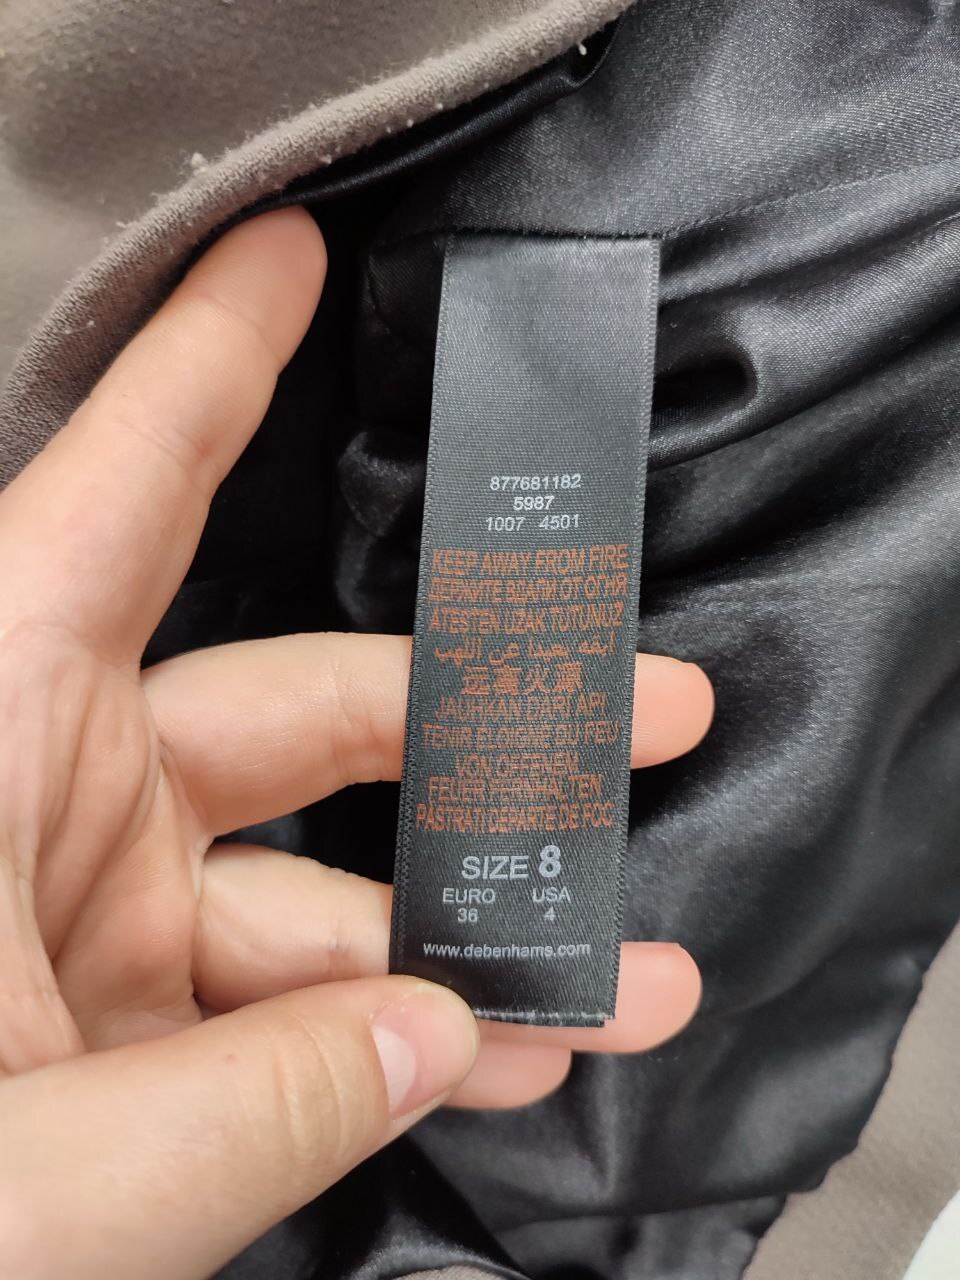 877681182
5987
1007 4501
KEEP AWAY FROM FIRE
ДЕРЖИТЕ ВДАЛИ ОТ ОГНЯ
ATEŞTEN UZAK TUTUNUZ
ابقه بعيدا عن اللهب
远离火源
JAUHKAN DARI API
TENIR ÉLOIGNÉ DU FEU
VON OFFENEM
FEUER FERNHALTEN
PĂSTRAŢI DEPARTE DE FOC
SIZE 8
EURO USA
36 4
www.debenhams.com